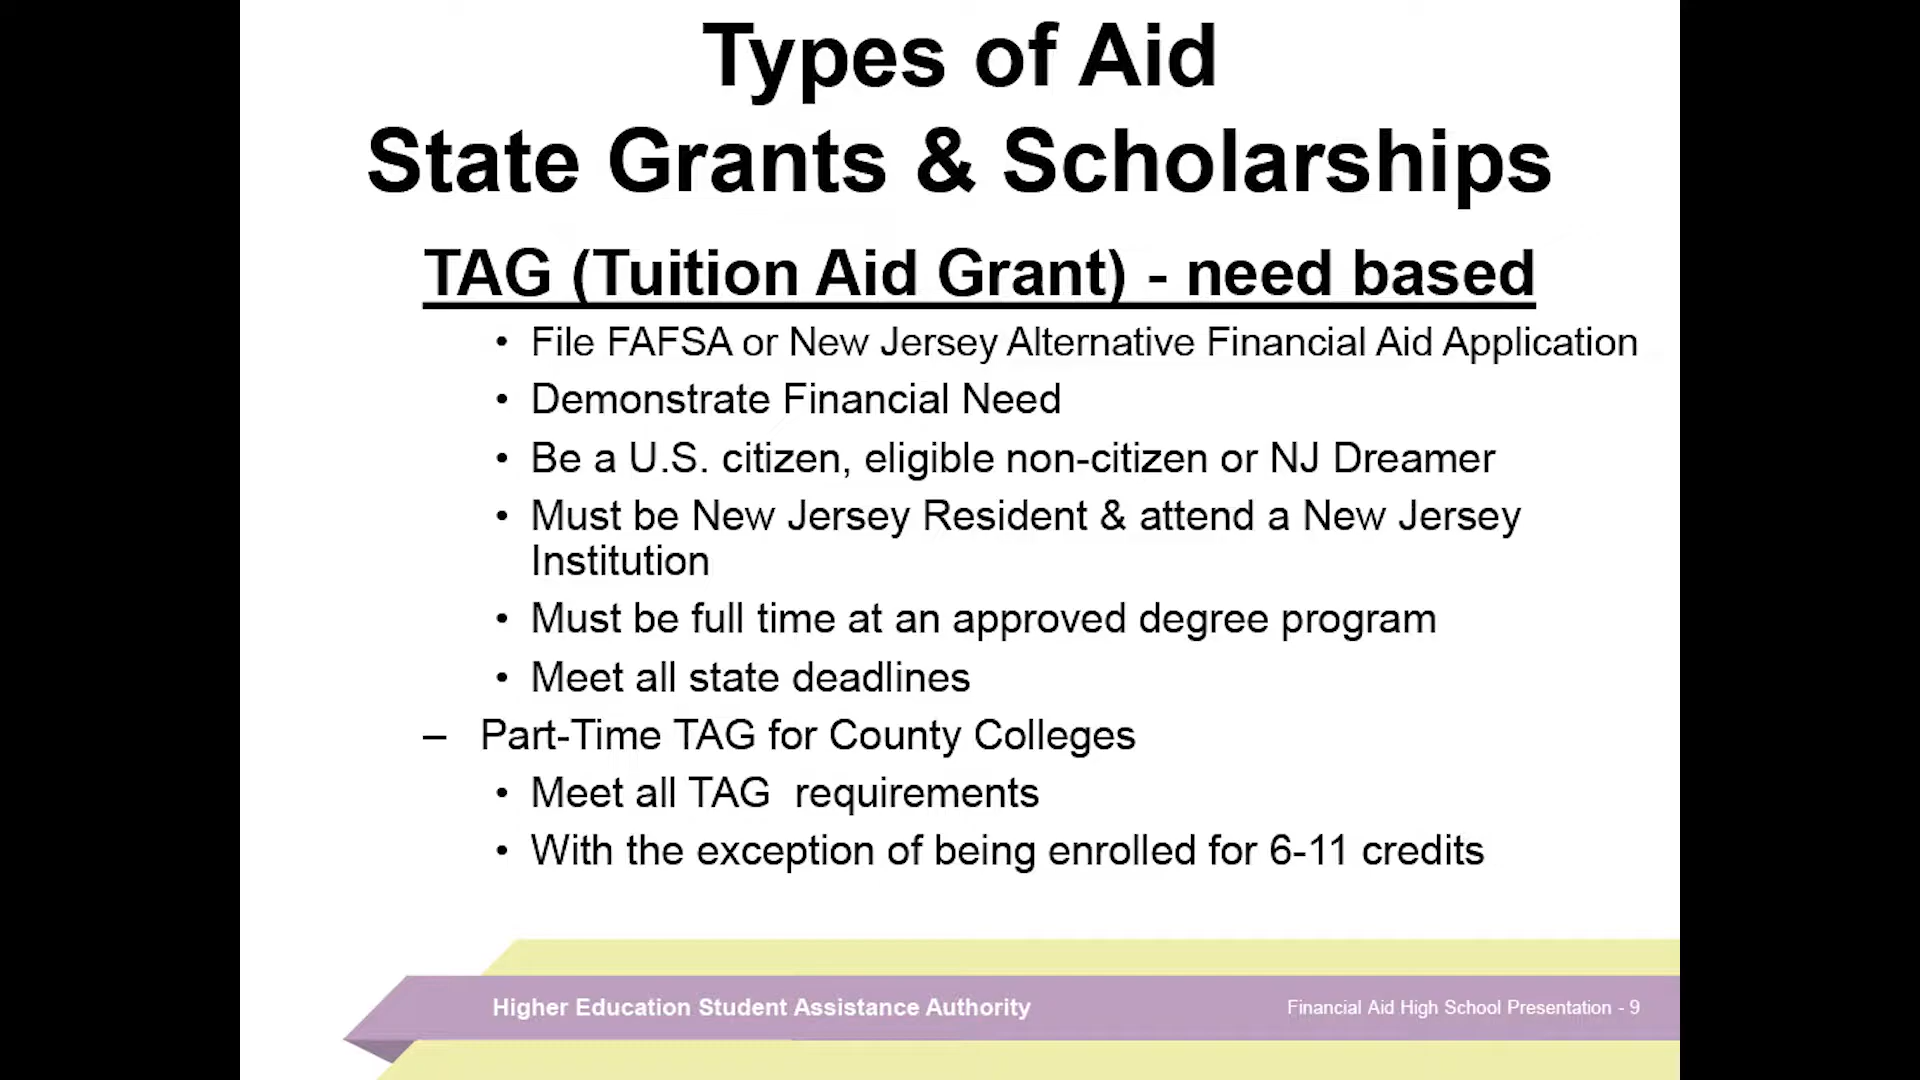 Types of Aid
State Grants & Scholarships
TAG (Tuition Aid Grant) - need based
• File FAFSA or New Jersey Alternative Financial Aid Application
• Demonstrate Financial Need
• Be a U.S. citizen, eligible non-citizen or NJ Dreamer
• Must be New Jersey Resident & attend a New Jersey
Institution
• Must be full time at an approved degree program
• Meet all state deadlines
– Part-Time TAG for County Colleges
• Meet all TAG  requirements
• With the exception of being enrolled for 6-11 credits
Higher Education Student Assistance Authority
Financial Aid High School Presentation - 9